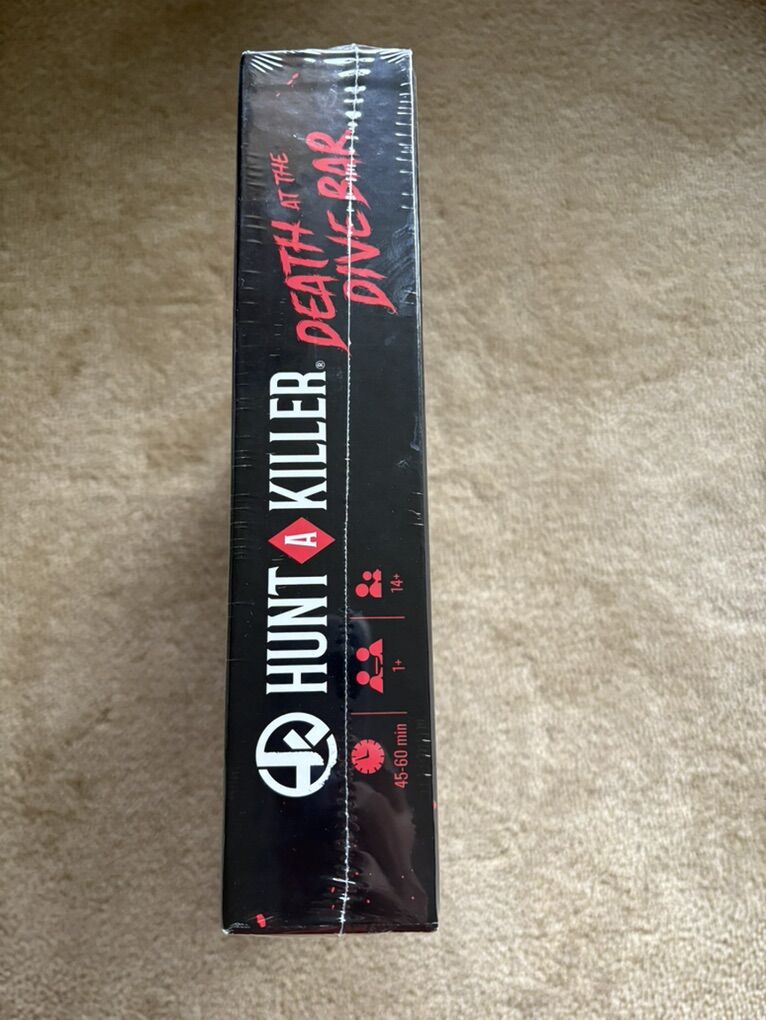 HUNT A KILLER®
DEATH AT THE
DIVE BAR
45-60 min
1+
14+